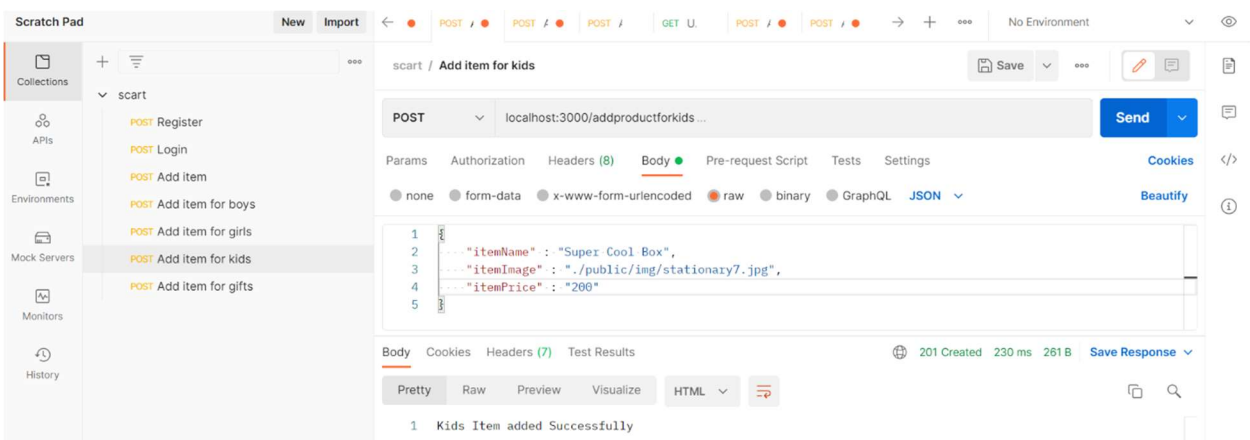 Scratch Pad New Import POST POST POST GET U. POST POST No Environment
Collections
APIs
Environments
Mock Servers
Monitors
History
scart
POST Register
POST Login
POST Add item
POST Add item for boys
POST Add item for girls
POST Add item for kids
POST Add item for gifts
scart / Add item for kids Save
POST localhost:3000/addproductforkids ... Send
Params Authorization Headers (8) Body Pre-request Script Tests Settings Cookies
none form-data x-www-form-urlencoded raw binary GraphQL JSON Beautify
1 {
2 "itemName" : "Super Cool Box",
3 "itemImage" : "./public/img/stationary7.jpg",
4 "itemPrice" : "200"
5 }
Body Cookies Headers (7) Test Results 201 Created 230 ms 261 B Save Response
Pretty Raw Preview Visualize HTML
1 Kids Item added Successfully